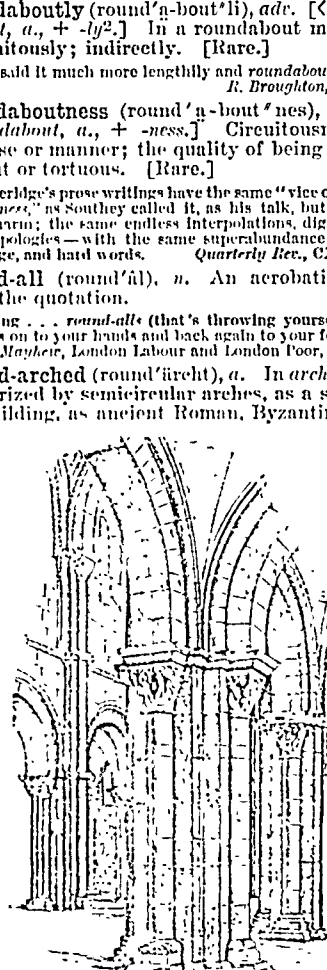 daboutly (round′a̤-bout″li), adv. [<
t, a., + -ly².] In a roundabout m
itously; indirectly. [Rare.]
said it much more lengthily and roundabou
R. Broughton,
daboutness (round′a̤-bout″nes),
dabout, a., + -ness.] Circuitousn
se or manner; the quality of being
ut or tortuous. [Rare.]
eridge's prose writings have the same "vice o
ness," as Southey called it, as his talk, but
arm; the same endless interpolations, dig
pologies—with the same superabundance
ge, and hard words. Quarterly Rev., C
d-all (round′âl), n. An acrobati
the quotation.
ng . . . round-alls (that's throwing yourse
s on to your hands and back again to your f
Mayhew, London Labour and London Poor,
d-arched (round′ärcht), a. In arch
rized by semicircular arches, as a s
uilding, as ancient Roman, Byzantin